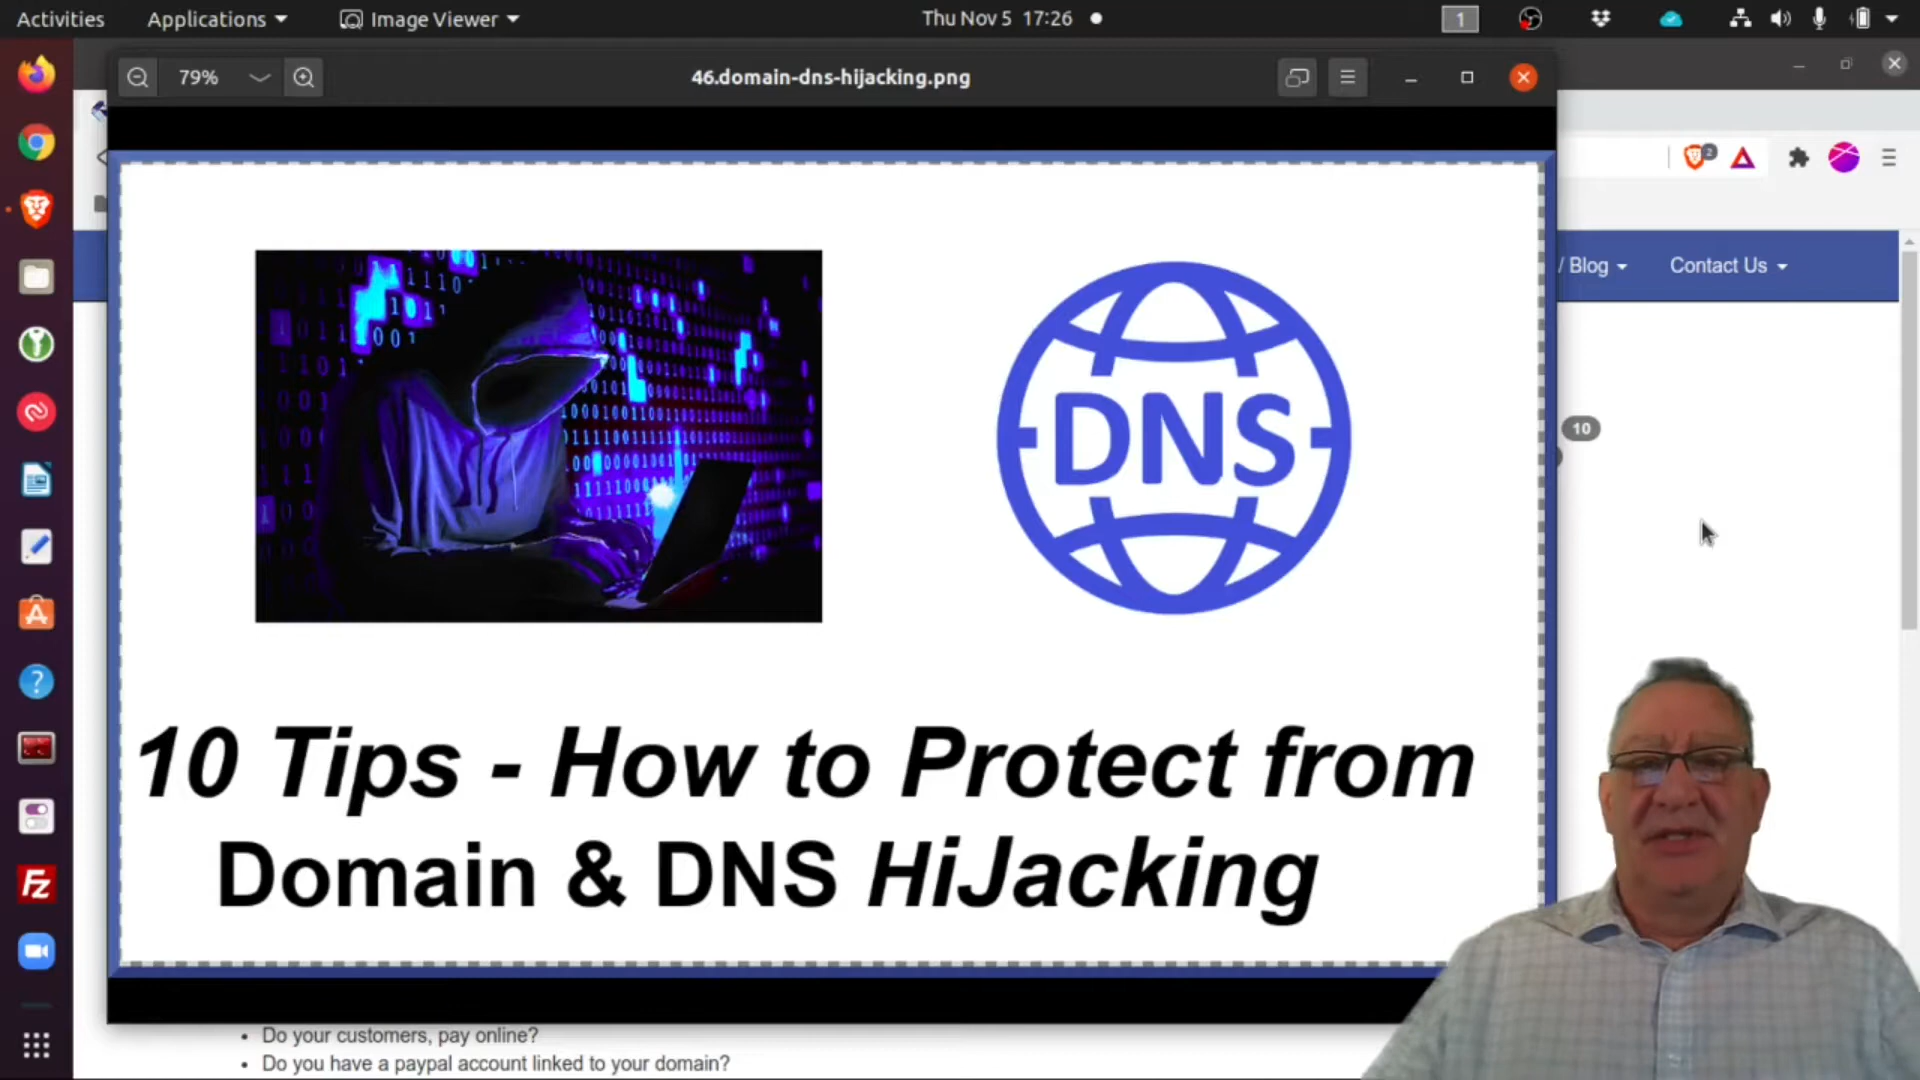 Activities
Applications
Image Viewer
Thu Nov 5 17:26
1
79%
46.domain-dns-hijacking.png
2
/ Blog
Contact Us
10
DNS
10 Tips - How to Protect from
Domain & DNS HiJacking
• Do your customers, pay online?
• Do you have a paypal account linked to your domain?